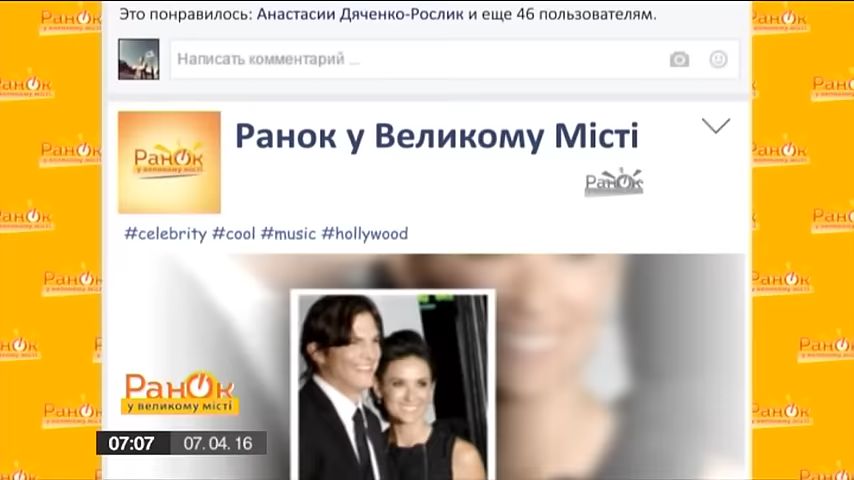 Это понравилось: Анастасии Дяченко-Рослик и еще 46 пользователям.
Написать комментарий ...
Ранок у Великому Місті
РанОк
у великому місті
РанОк
#celebrity #cool #music #hollywood
РанОк
у великому місті
07:07 07.04.16